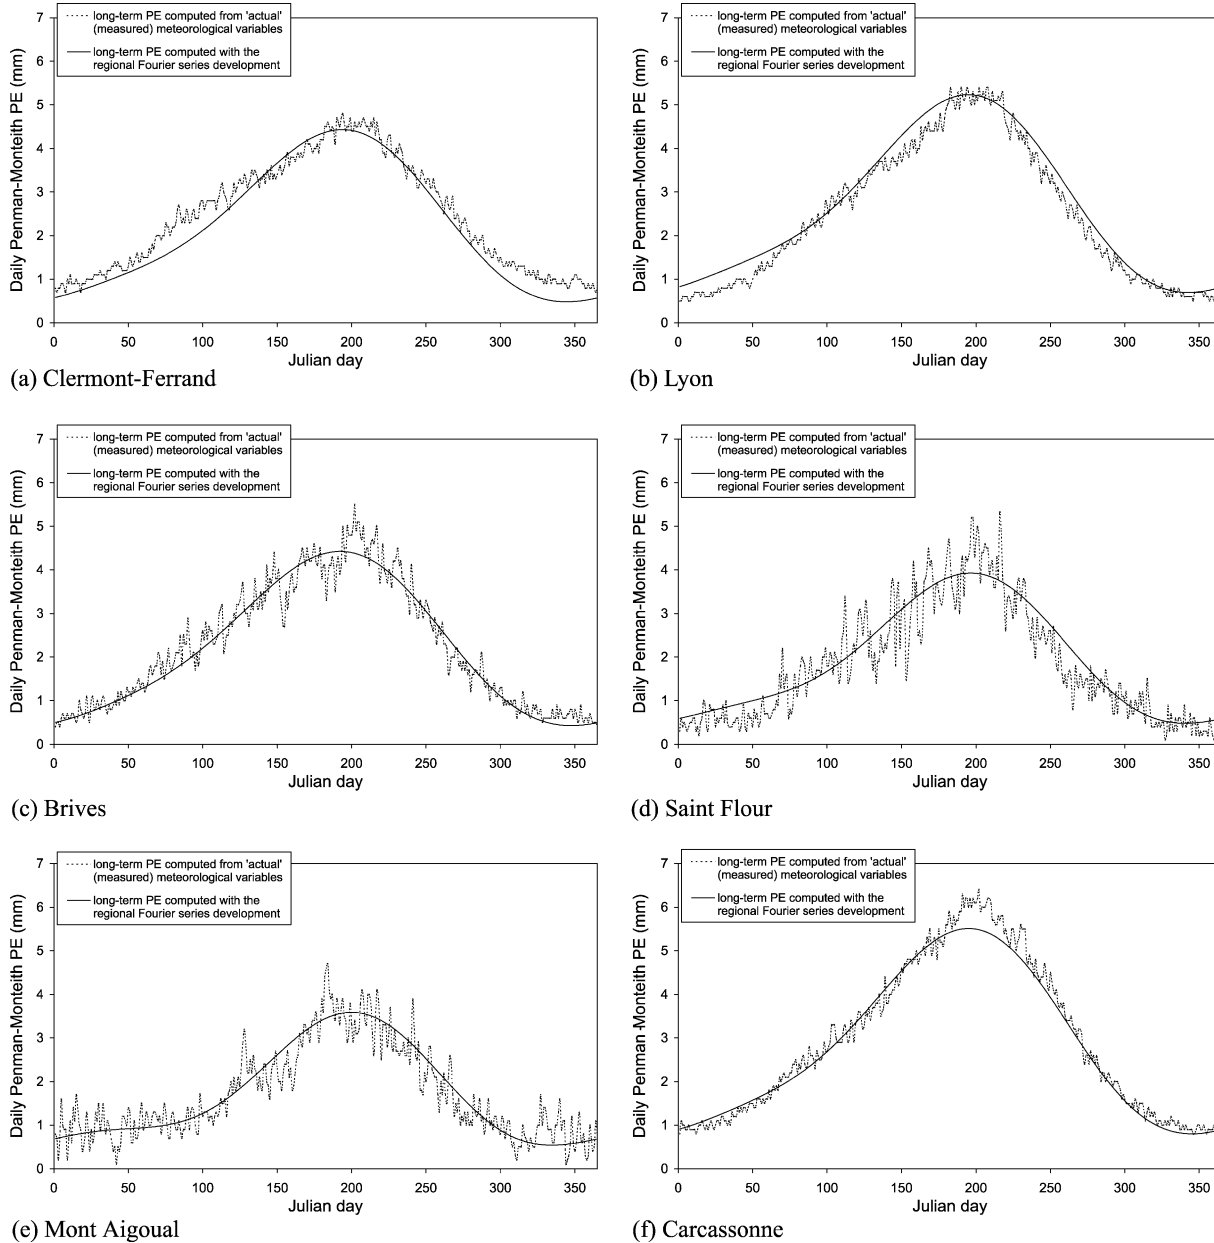 long-term PE computed from 'actual'
(measured) meteorological variables
long-term PE computed with the
regional Fourier series development
Daily Penman-Monteith PE (mm)
7
6
5
4
3
2
1
0
0 50 100 150 200 250 300 350
Julian day
(a) Clermont-Ferrand
long-term PE computed from 'actual'
(measured) meteorological variables
long-term PE computed with the
regional Fourier series development
Daily Penman-Monteith PE (mm)
7
6
5
4
3
2
1
0
0 50 100 150 200 250 300 350
Julian day
(b) Lyon
long-term PE computed from 'actual'
(measured) meteorological variables
long-term PE computed with the
regional Fourier series development
Daily Penman-Monteith PE (mm)
7
6
5
4
3
2
1
0
0 50 100 150 200 250 300 350
Julian day
(c) Brives
long-term PE computed from 'actual'
(measured) meteorological variables
long-term PE computed with the
regional Fourier series development
Daily Penman-Monteith PE (mm)
7
6
5
4
3
2
1
0
0 50 100 150 200 250 300 350
Julian day
(d) Saint Flour
long-term PE computed from 'actual'
(measured) meteorological variables
long-term PE computed with the
regional Fourier series development
Daily Penman-Monteith PE (mm)
7
6
5
4
3
2
1
0
0 50 100 150 200 250 300 350
Julian day
(e) Mont Aigoual
long-term PE computed from 'actual'
(measured) meteorological variables
long-term PE computed with the
regional Fourier series development
Daily Penman-Monteith PE (mm)
7
6
5
4
3
2
1
0
0 50 100 150 200 250 300 350
Julian day
(f) Carcassonne